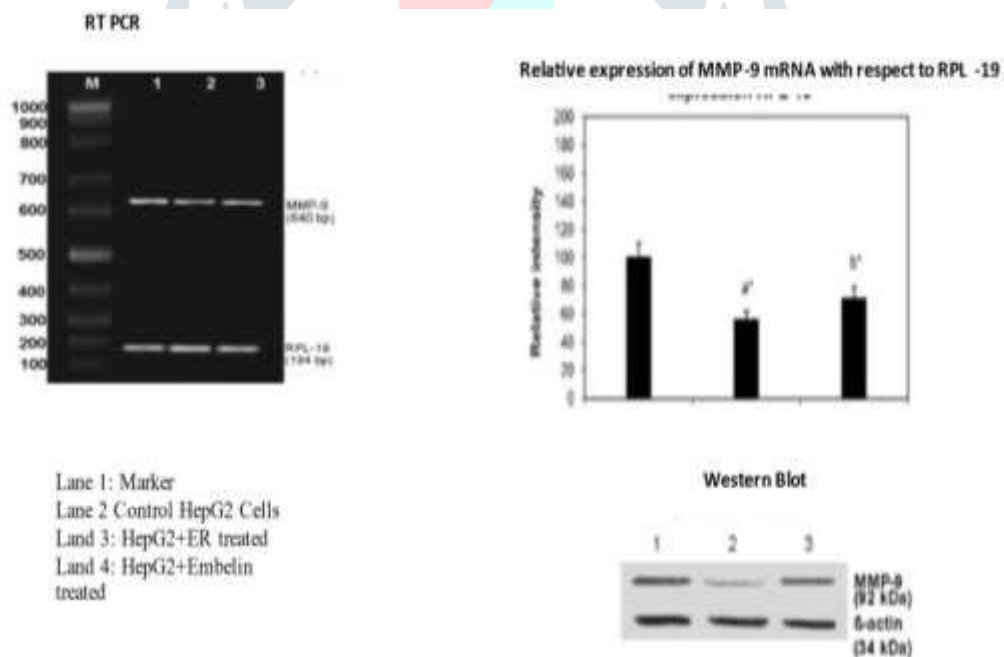 RT PCR
M 1 2 3
1000
900
800
700
600
500
400
300
200
100
MMP-9
(640 bp)
RPL-19
(194 bp)
Lane 1: Marker
Lane 2 Control HepG2 Cells
Land 3: HepG2+ER treated
Land 4: HepG2+Embelin
treated
Relative expression of MMP-9 mRNA with respect to RPL -19
200
180
160
140
120
100
80
60
40
20
0
Relative intensity
a*
b*
Western Blot
1 2 3
MMP-9
(92 kDa)
ß-actin
(34 kDa)